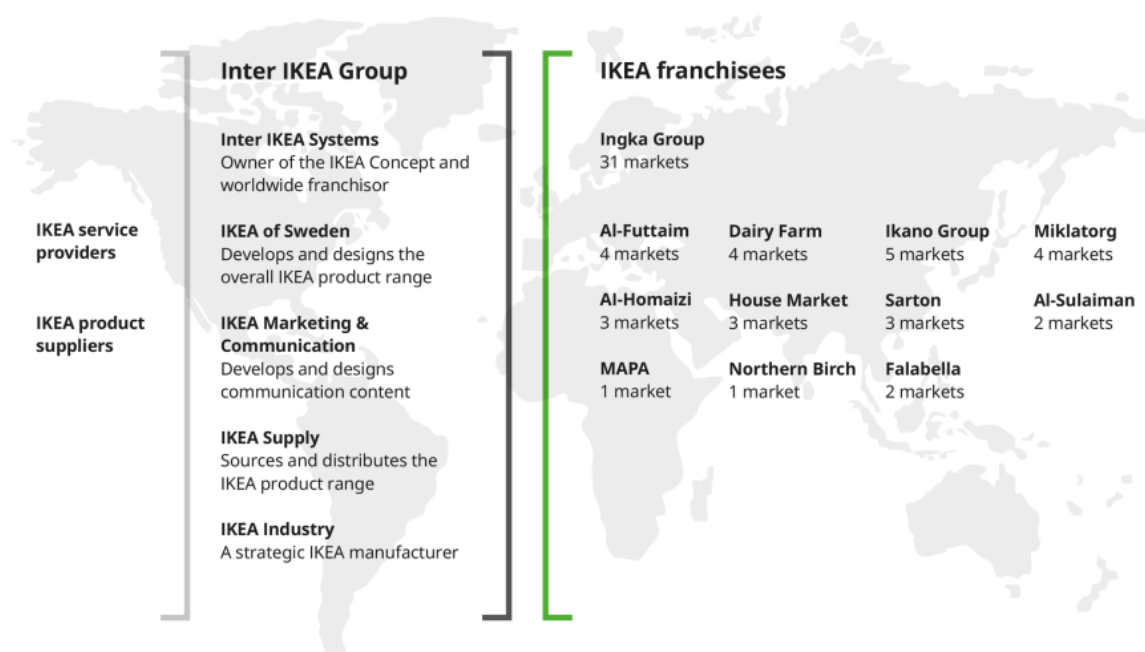 IKEA service
providers
IKEA product
suppliers
Inter IKEA Group
Inter IKEA Systems
Owner of the IKEA Concept and
worldwide franchisor
IKEA of Sweden
Develops and designs the
overall IKEA product range
IKEA Marketing &
Communication
Develops and designs
communication content
IKEA Supply
Sources and distributes the
IKEA product range
IKEA Industry
A strategic IKEA manufacturer
IKEA franchisees
Ingka Group
31 markets
Al-Futtaim
4 markets
Dairy Farm
4 markets
Ikano Group
5 markets
Miklatorg
4 markets
Al-Homaizi
3 markets
House Market
3 markets
Sarton
3 markets
Al-Sulaiman
2 markets
MAPA
1 market
Northern Birch
1 market
Falabella
2 markets